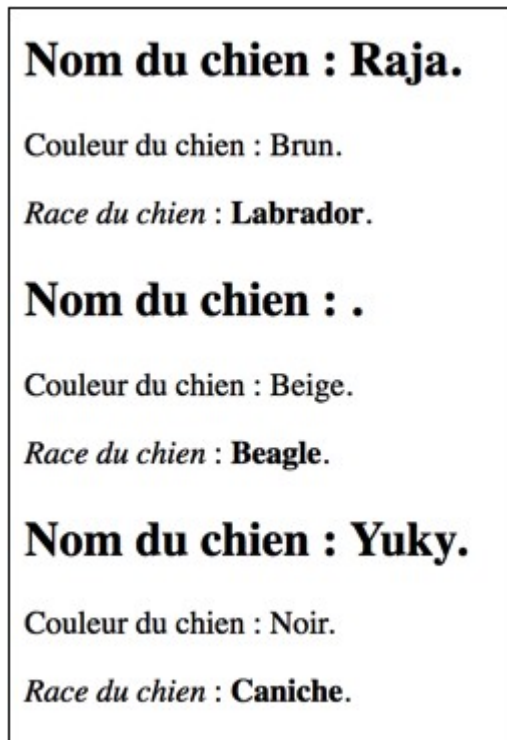 Nom du chien : Raja.
Couleur du chien : Brun.
Race du chien : Labrador.
Nom du chien : .
Couleur du chien : Beige.
Race du chien : Beagle.
Nom du chien : Yuky.
Couleur du chien : Noir.
Race du chien : Caniche.